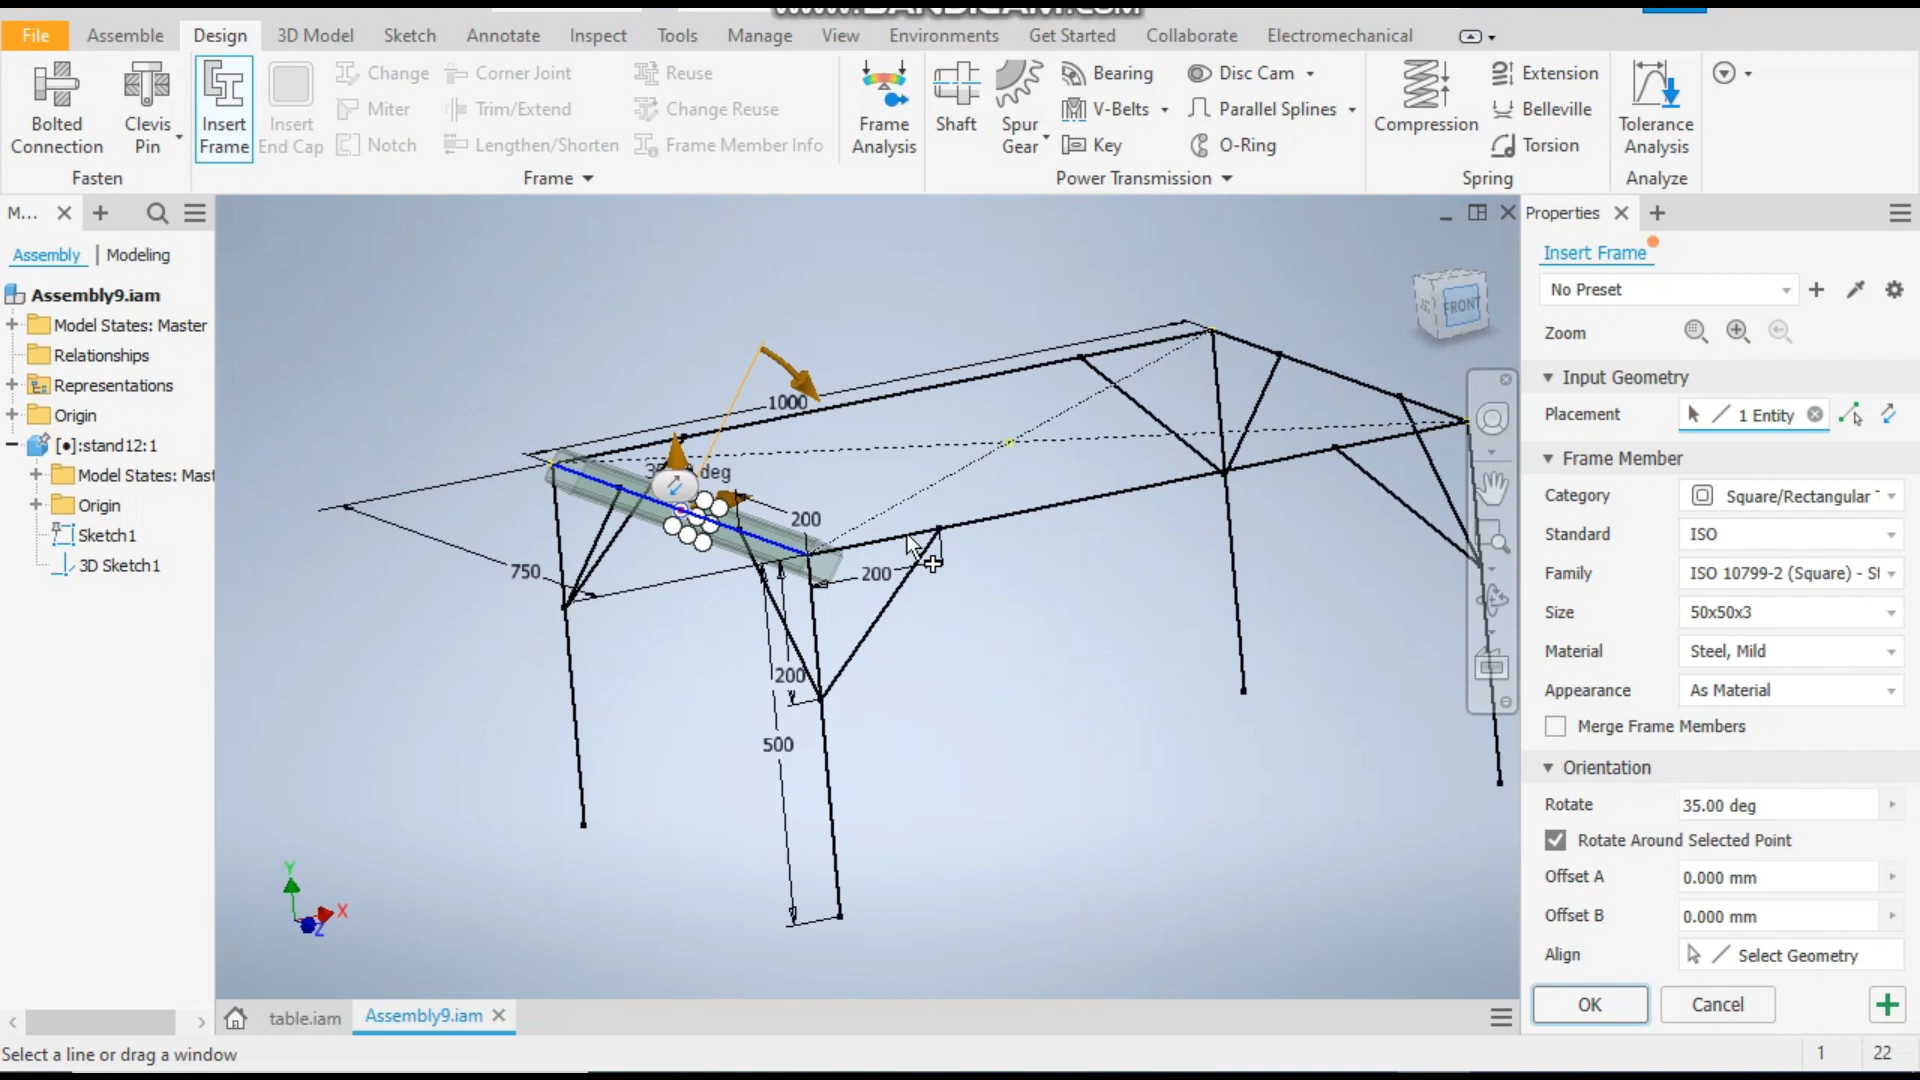 File Assemble Design 3D Model Sketch Annotate Inspect Tools Manage View Environments Get Started Collaborate Electromechanical
Bolted Connection
Clevis Pin
Insert Frame
Insert End Cap
Change
Miter
Notch
Corner Joint
Trim/Extend
Lengthen/Shorten
Reuse
Change Reuse
Frame Member Info
Frame Analysis
Shaft
Spur Gear
Bearing
V-Belts
Key
Disc Cam
Parallel Splines
O-Ring
Compression
Extension
Belleville
Torsion
Tolerance Analysis
Fasten
Frame
Power Transmission
Spring
Analyze
M...
Assembly | Modeling
Assembly9.iam
Model States: Master
Relationships
Representations
Origin
[●]:stand12:1
Model States: Mast
Origin
Sketch1
3D Sketch1
FRONT
1000
deg
200
750
200
200
500
Y
X
Z
Properties
Insert Frame
No Preset
Zoom
Input Geometry
Placement 1 Entity
Frame Member
Category Square/Rectangular
Standard ISO
Family ISO 10799-2 (Square) - St
Size 50x50x3
Material Steel, Mild
Appearance As Material
Merge Frame Members
Orientation
Rotate 35.00 deg
Rotate Around Selected Point
Offset A 0.000 mm
Offset B 0.000 mm
Align Select Geometry
OK Cancel
table.iam Assembly9.iam
Select a line or drag a window
1 22